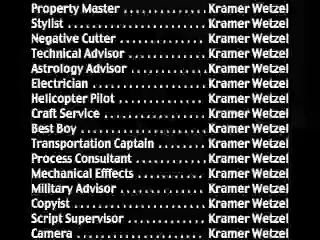 Property Master .............. Kramer Wetzel
Stylist ........................ Kramer Wetzel
Negative Cutter .............. Kramer Wetzel
Technical Advisor ............ Kramer Wetzel
Astrology Advisor ............ Kramer Wetzel
Electrician ................... Kramer Wetzel
Helicopter Pilot .............. Kramer Wetzel
Craft Service ................. Kramer Wetzel
Best Boy ..................... Kramer Wetzel
Transportation Captain ....... Kramer Wetzel
Process Consultant ........... Kramer Wetzel
Mechanical Efffects .......... Kramer Wetzel
Military Advisor .............. Kramer Wetzel
Copyist ...................... Kramer Wetzel
Script Supervisor ............ Kramer Wetzel
Camera ...................... Kramer Wetzel